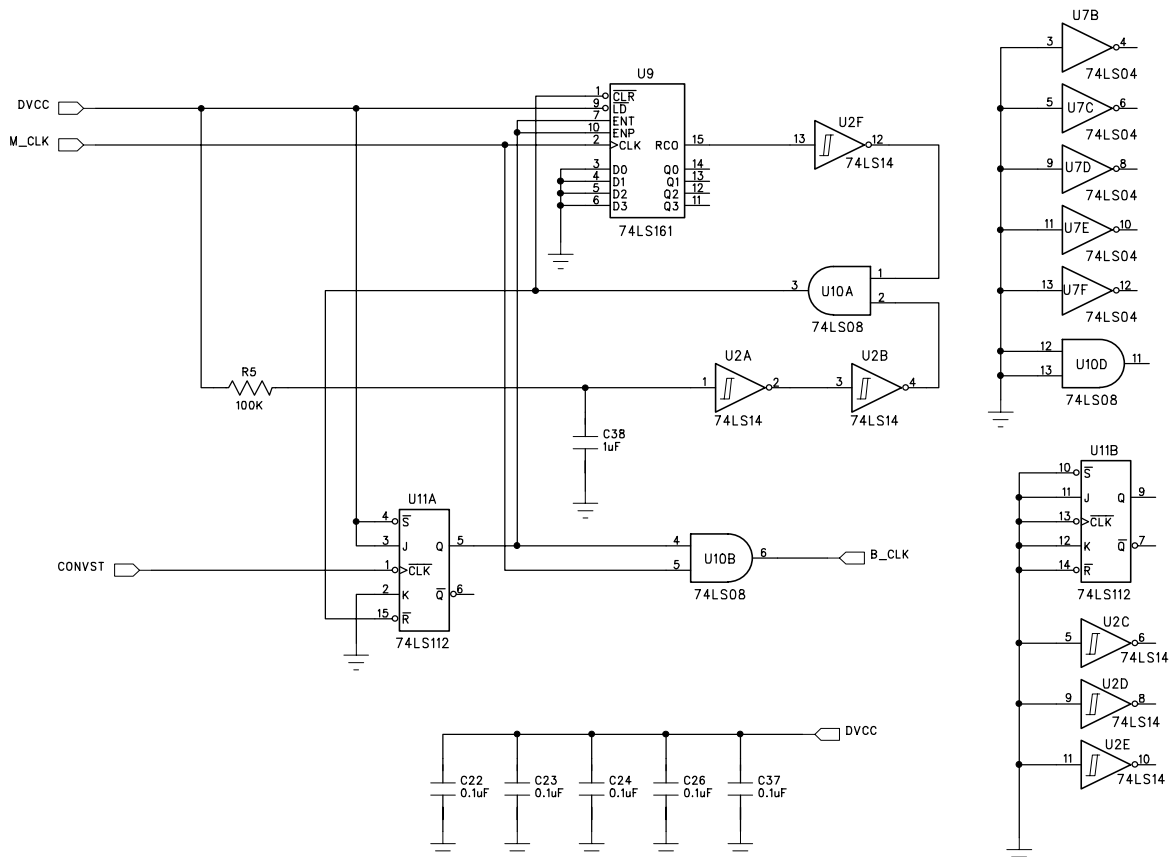 DVCC
M_CLK
U9
1 CLR
9 LD
7 ENT
10 ENP
2 CLK
RCO 15
3 D0
4 D1
5 D2
6 D3
Q0 14
Q1 13
Q2 12
Q3 11
74LS161
13 U2F 12
74LS14
3 U10A 1
2
74LS08
R5
100K
1 U2A 2
74LS14
3 U2B 4
74LS14
C38
1uF
U11A
4 S
3 J
1 CLK
2 K
15 R
Q 5
Q 6
74LS112
CONVST
4 U10B 6
5
74LS08
B_CLK
DVCC
C22
0.1uF
C23
0.1uF
C24
0.1uF
C26
0.1uF
C37
0.1uF
U7B
3 4
74LS04
5 U7C 6
74LS04
9 U7D 8
74LS04
11 U7E 10
74LS04
13 U7F 12
74LS04
12 U10D 11
13
74LS08
U11B
10 S
11 J
13 CLK
12 K
14 R
Q 9
Q 7
74LS112
U2C
5 6
74LS14
U2D
9 8
74LS14
U2E
11 10
74LS14